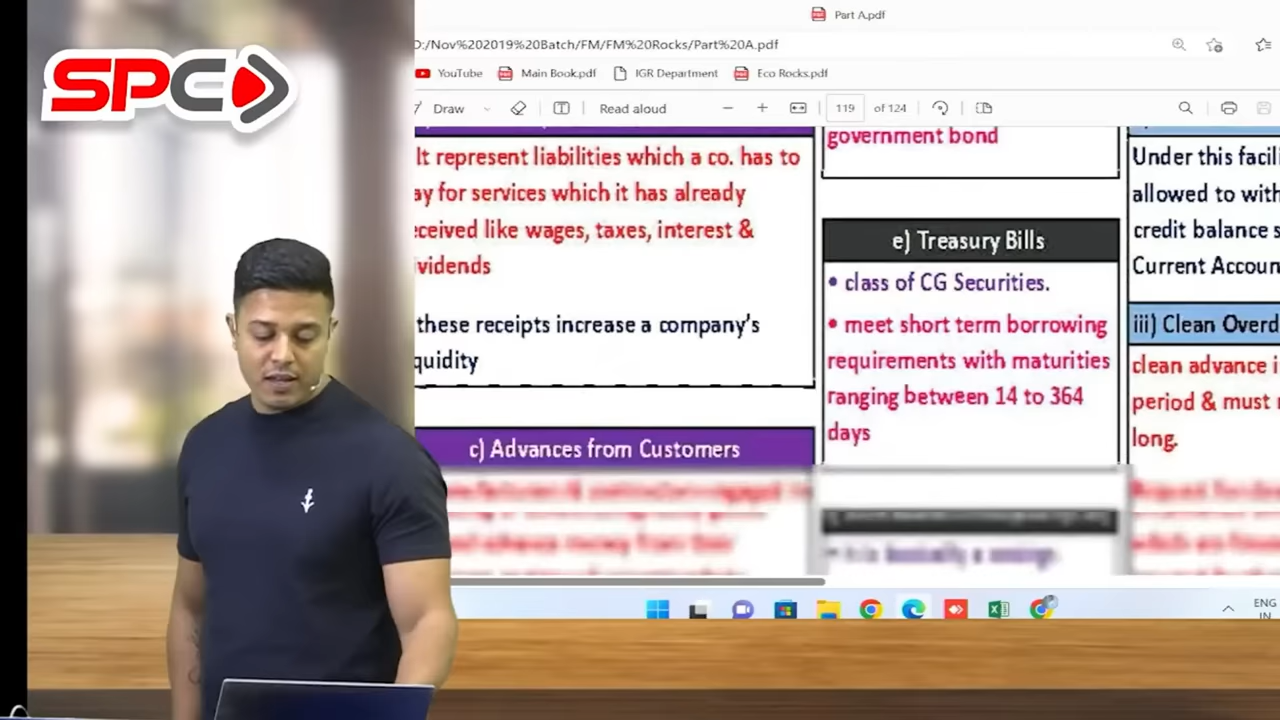 SPC
Part A.pdf
D:/Nov%202019%20Batch/FM/FM%20Rocks/Part%20A.pdf
YouTube Main Book.pdf IGR Department Eco Rocks.pdf
Draw Read aloud 119 of 124
It represent liabilities which a co. has to
ay for services which it has already
eceived like wages, taxes, interest &
ividends
these receipts increase a company's
quidity
c) Advances from Customers
government bond
e) Treasury Bills
• class of CG Securities.
• meet short term borrowing
requirements with maturities
ranging between 14 to 364
days
Under this facili
allowed to with
credit balance s
Current Accoun
iii) Clean Overd
clean advance i
period & must
long.
ENG
IN